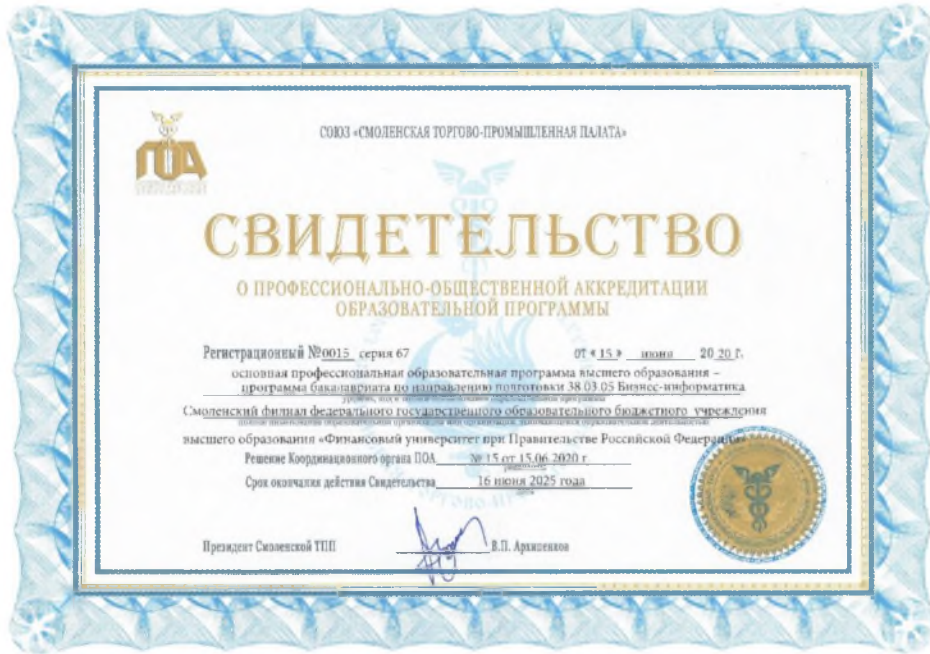 СОЮЗ «СМОЛЕНСКАЯ ТОРГОВО-ПРОМЫШЛЕННАЯ ПАЛАТА»
ПОА
СВИДЕТЕЛЬСТВО
О ПРОФЕССИОНАЛЬНО-ОБЩЕСТВЕННОЙ АККРЕДИТАЦИИ
ОБРАЗОВАТЕЛЬНОЙ ПРОГРАММЫ
Регистрационный №0015 серия 67 от «15» июня 20 20 г.
основная профессиональная образовательная программа высшего образования –
программа бакалавриата по направлению подготовки 38.03.05 Бизнес-информатика
Смоленский филиал федерального государственного образовательного бюджетного учреждения
высшего образования «Финансовый университет при Правительстве Российской Федерации»
Решение Координационного органа ПОА № 15 от 15.06.2020 г.
Срок окончания действия Свидетельства 16 июня 2025 года
Президент Смоленской ТПП В.П. Архипенков